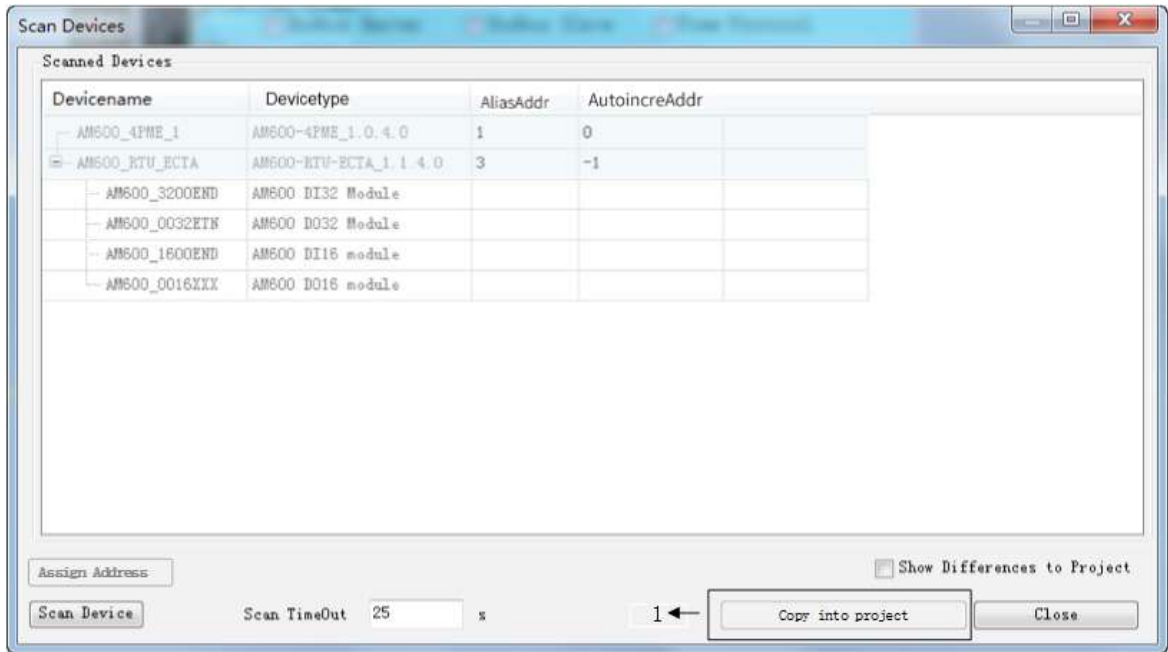 Scan Devices
Scanned Devices
Devicename Devicetype AliasAddr AutoincreAddr
AM600_4PME_1 AM600-4PME_1.0.4.0 1 0
AM600_RTU_ECTA AM600-RTU-ECTA_1.1.4.0 3 -1
AM600_3200END AM600 DI32 Module
AM600_0032ETN AM600 DO32 Module
AM600_1600END AM600 DI16 module
AM600_0016XXX AM600 DO16 module
Assign Address Show Differences to Project
Scan Device Scan TimeOut 25 s 1 Copy into project Close